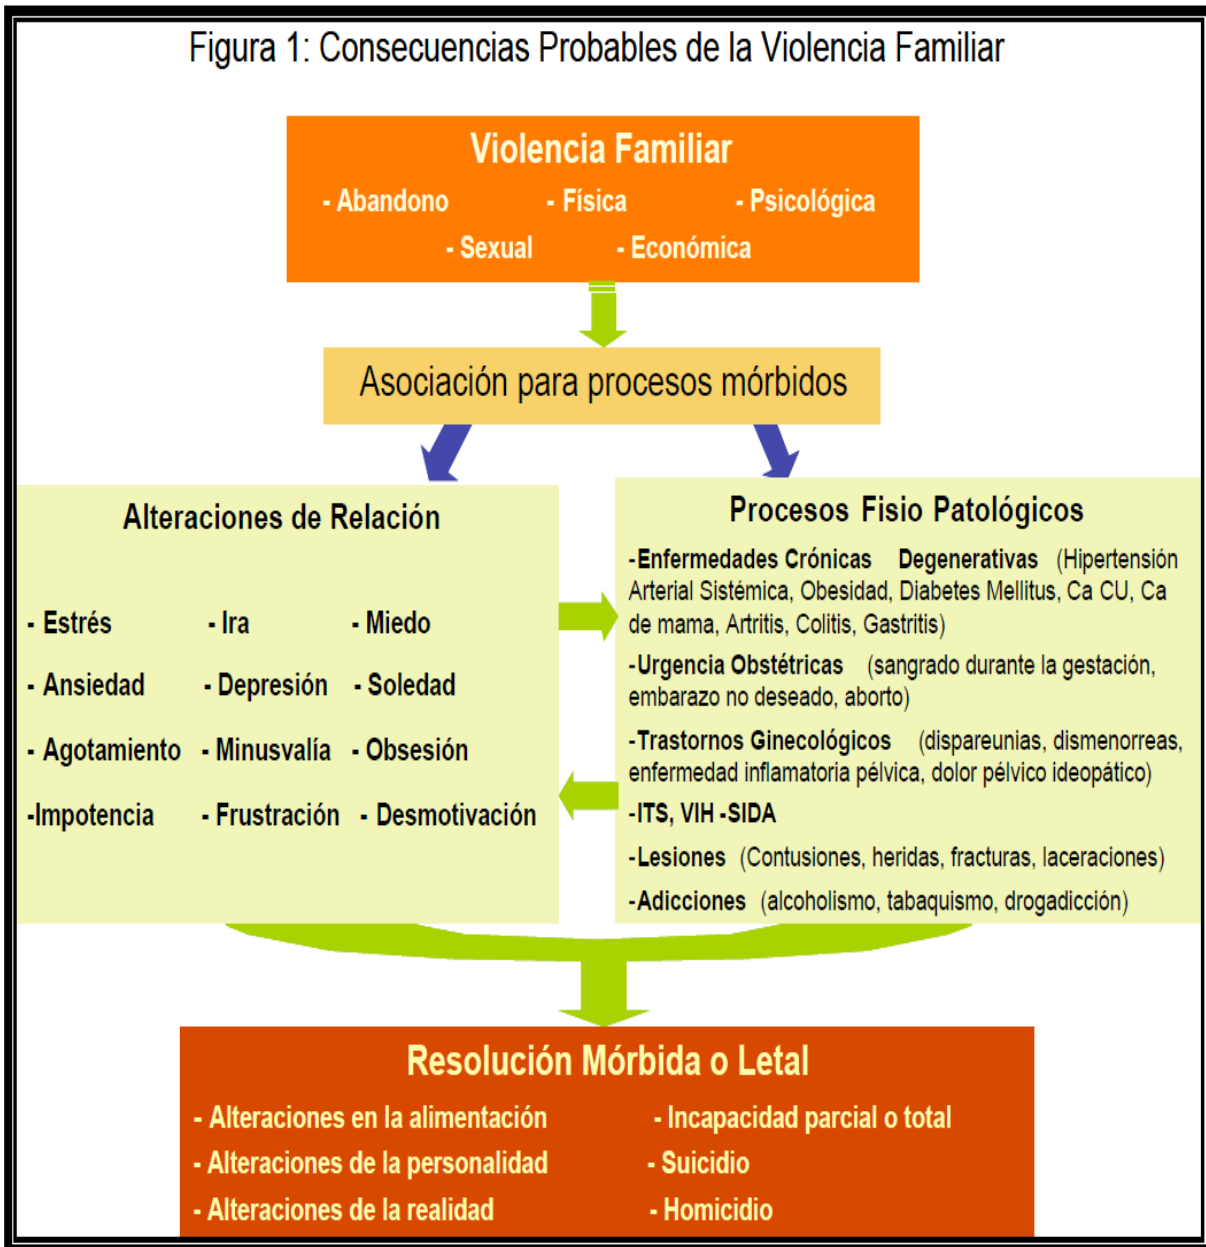 Figura 1: Consecuencias Probables de la Violencia Familiar
Violencia Familiar
- Abandono - Física - Psicológica
- Sexual - Económica
Asociación para procesos mórbidos
Alteraciones de Relación
- Estrés - Ira - Miedo
- Ansiedad - Depresión - Soledad
- Agotamiento - Minusvalía - Obsesión
-Impotencia - Frustración - Desmotivación
Procesos Fisio Patológicos
-Enfermedades Crónicas Degenerativas (Hipertensión
Arterial Sistémica, Obesidad, Diabetes Mellitus, Ca CU, Ca
de mama, Artritis, Colitis, Gastritis)
-Urgencia Obstétricas (sangrado durante la gestación,
embarazo no deseado, aborto)
-Trastornos Ginecológicos (dispareunias, dismenorreas,
enfermedad inflamatoria pélvica, dolor pélvico ideopático)
-ITS, VIH -SIDA
-Lesiones (Contusiones, heridas, fracturas, laceraciones)
-Adicciones (alcoholismo, tabaquismo, drogadicción)
Resolución Mórbida o Letal
- Alteraciones en la alimentación - Incapacidad parcial o total
- Alteraciones de la personalidad - Suicidio
- Alteraciones de la realidad - Homicidio